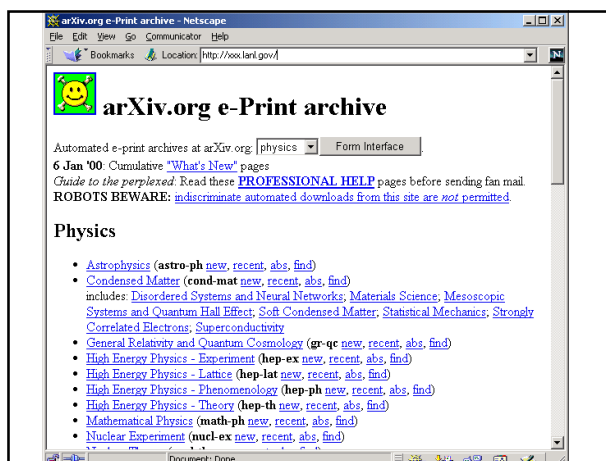 arXiv.org e-Print archive - Netscape
File Edit View Go Communicator Help
Bookmarks Location: http://xxx.lanl.gov/
N
arXiv.org e-Print archive
Automated e-print archives at arXiv.org: physics Form Interface .
6 Jan '00: Cumulative "What's New" pages
Guide to the perplexed: Read these PROFESSIONAL HELP pages before sending fan mail.
ROBOTS BEWARE: indiscriminate automated downloads from this site are not permitted.
Physics
• Astrophysics (astro-ph new, recent, abs, find)
• Condensed Matter (cond-mat new, recent, abs, find)
includes: Disordered Systems and Neural Networks; Materials Science; Mesoscopic
Systems and Quantum Hall Effect; Soft Condensed Matter; Statistical Mechanics; Strongly
Correlated Electrons; Superconductivity
• General Relativity and Quantum Cosmology (gr-qc new, recent, abs, find)
• High Energy Physics - Experiment (hep-ex new, recent, abs, find)
• High Energy Physics - Lattice (hep-lat new, recent, abs, find)
• High Energy Physics - Phenomenology (hep-ph new, recent, abs, find)
• High Energy Physics - Theory (hep-th new, recent, abs, find)
• Mathematical Physics (math-ph new, recent, abs, find)
• Nuclear Experiment (nucl-ex new, recent, abs, find)
Document: Done